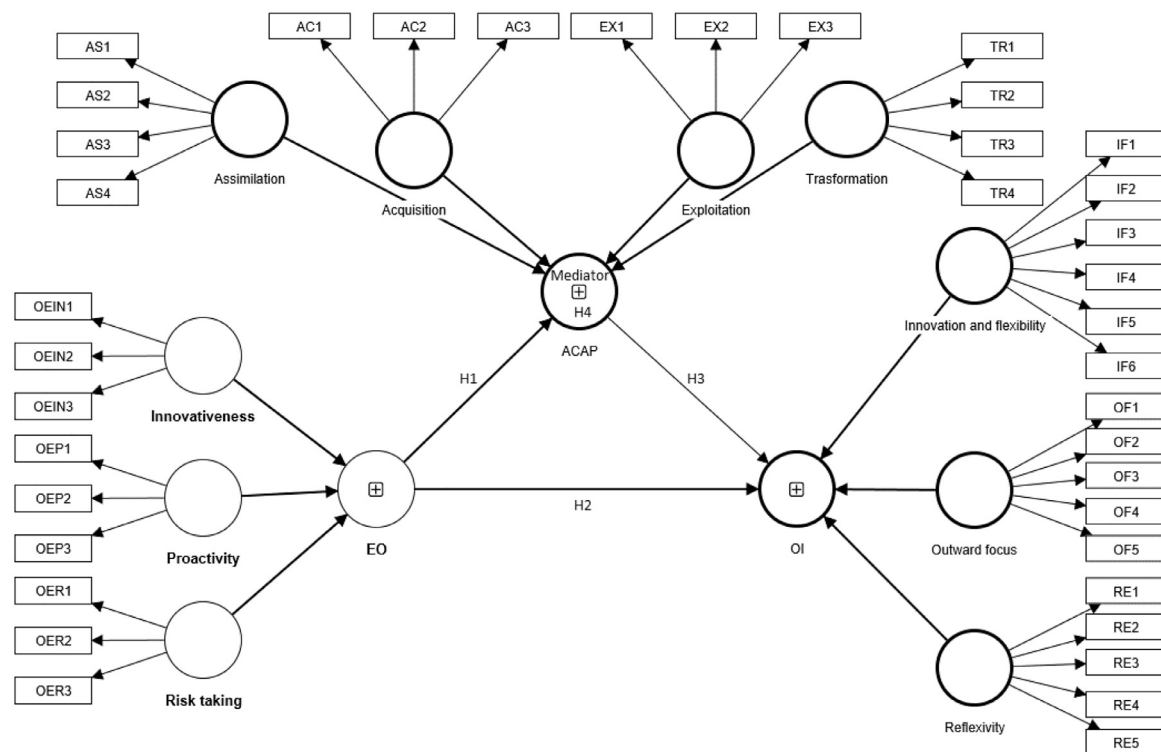 AC1
AC2
AC3
EX1
EX2
EX3
AS1
AS2
AS3
AS4
Assimilation
Acquisition
Exploitation
Trasformation
TR1
TR2
TR3
TR4
IF1
IF2
IF3
IF4
IF5
IF6
Innovation and flexibility
Mediator
H4
ACAP
OEIN1
OEIN2
OEIN3
Innovativeness
H1
H3
OEP1
OEP2
OEP3
Proactivity
EO
H2
OI
OF1
OF2
OF3
OF4
OF5
Outward focus
OER1
OER2
OER3
Risk taking
RE1
RE2
RE3
RE4
RE5
Reflexivity